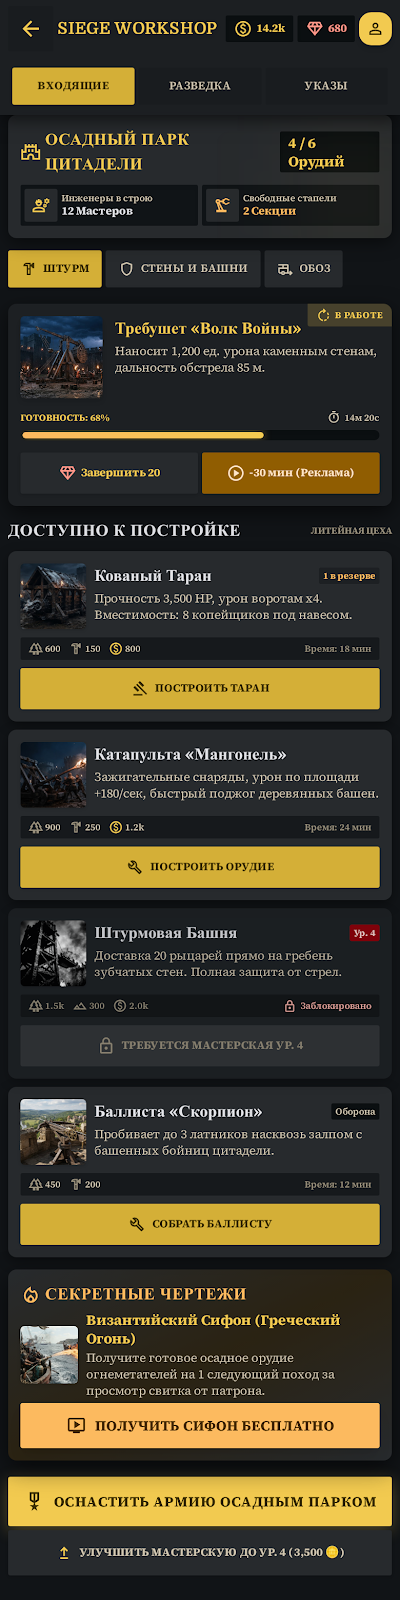 SIEGE WORKSHOP
14.2k
680
ВХОДЯЩИЕ
РАЗВЕДКА
УКАЗЫ
ОСАДНЫЙ ПАРК
ЦИТАДЕЛИ
4 / 6
Орудий
Инженеры в строю
12 Мастеров
Свободные стапели
2 Секции
ШТУРМ
СТЕНЫ И БАШНИ
ОБОЗ
В РАБОТЕ
Требушет «Волк Войны»
Наносит 1,200 ед. урона каменным стенам,
дальность обстрела 85 м.
ГОТОВНОСТЬ: 68%
14м 20с
Завершить 20
-30 мин (Реклама)
ДОСТУПНО К ПОСТРОЙКЕ
ЛИТЕЙНАЯ ЦЕХА
Кованый Таран
1 в резерве
Прочность 3,500 HP, урон воротам x4.
Вместимость: 8 копейщиков под навесом.
600
150
800
Время: 18 мин
ПОСТРОИТЬ ТАРАН
Катапульта «Мангонель»
Зажигательные снаряды, урон по площади
+180/сек, быстрый поджог деревянных башен.
900
250
1.2k
Время: 24 мин
ПОСТРОИТЬ ОРУДИЕ
Штурмовая Башня
Ур. 4
Доставка 20 рыцарей прямо на гребень
зубчатых стен. Полная защита от стрел.
1.5k
300
2.0k
Заблокировано
ТРЕБУЕТСЯ МАСТЕРСКАЯ УР. 4
Баллиста «Скорпион»
Оборона
Пробивает до 3 латников насквозь залпом с
башенных бойниц цитадели.
450
200
Время: 12 мин
СОБРАТЬ БАЛЛИСТУ
СЕКРЕТНЫЕ ЧЕРТЕЖИ
Византийский Сифон (Греческий
Огонь)
Получите готовое осадное орудие
огнеметателей на 1 следующий поход за
просмотр свитка от патрона.
ПОЛУЧИТЬ СИФОН БЕСПЛАТНО
ОСНАСТИТЬ АРМИЮ ОСАДНЫМ ПАРКОМ
УЛУЧШИТЬ МАСТЕРСКУЮ ДО УР. 4 (3,500 🪙)